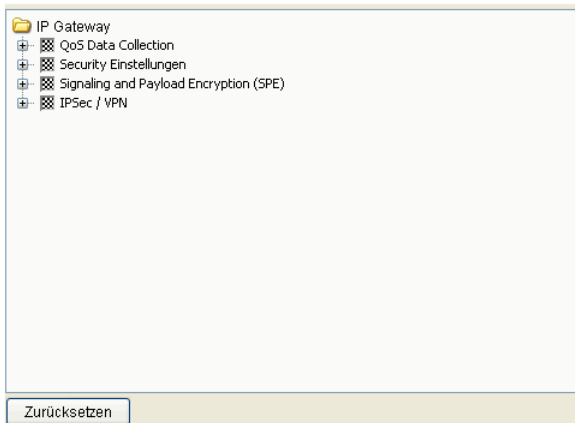 IP Gateway
QoS Data Collection
Security Einstellungen
Signaling and Payload Encryption (SPE)
IPSec / VPN
Zurücksetzen